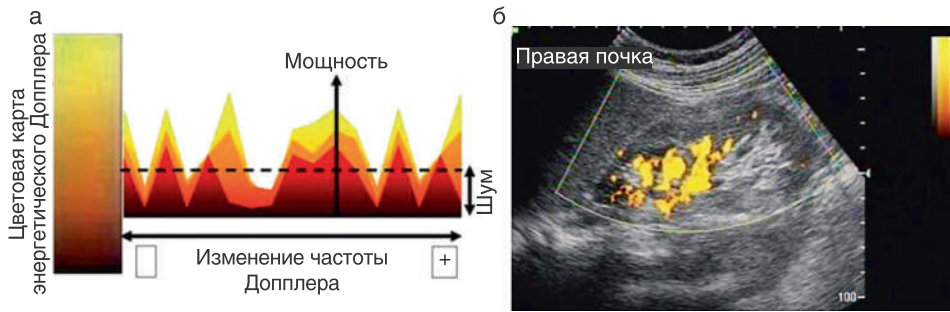 а
Цветовая карта
энергетического Допплера
Мощность
Шум
+
Изменение частоты
Допплера
б
Правая почка
100